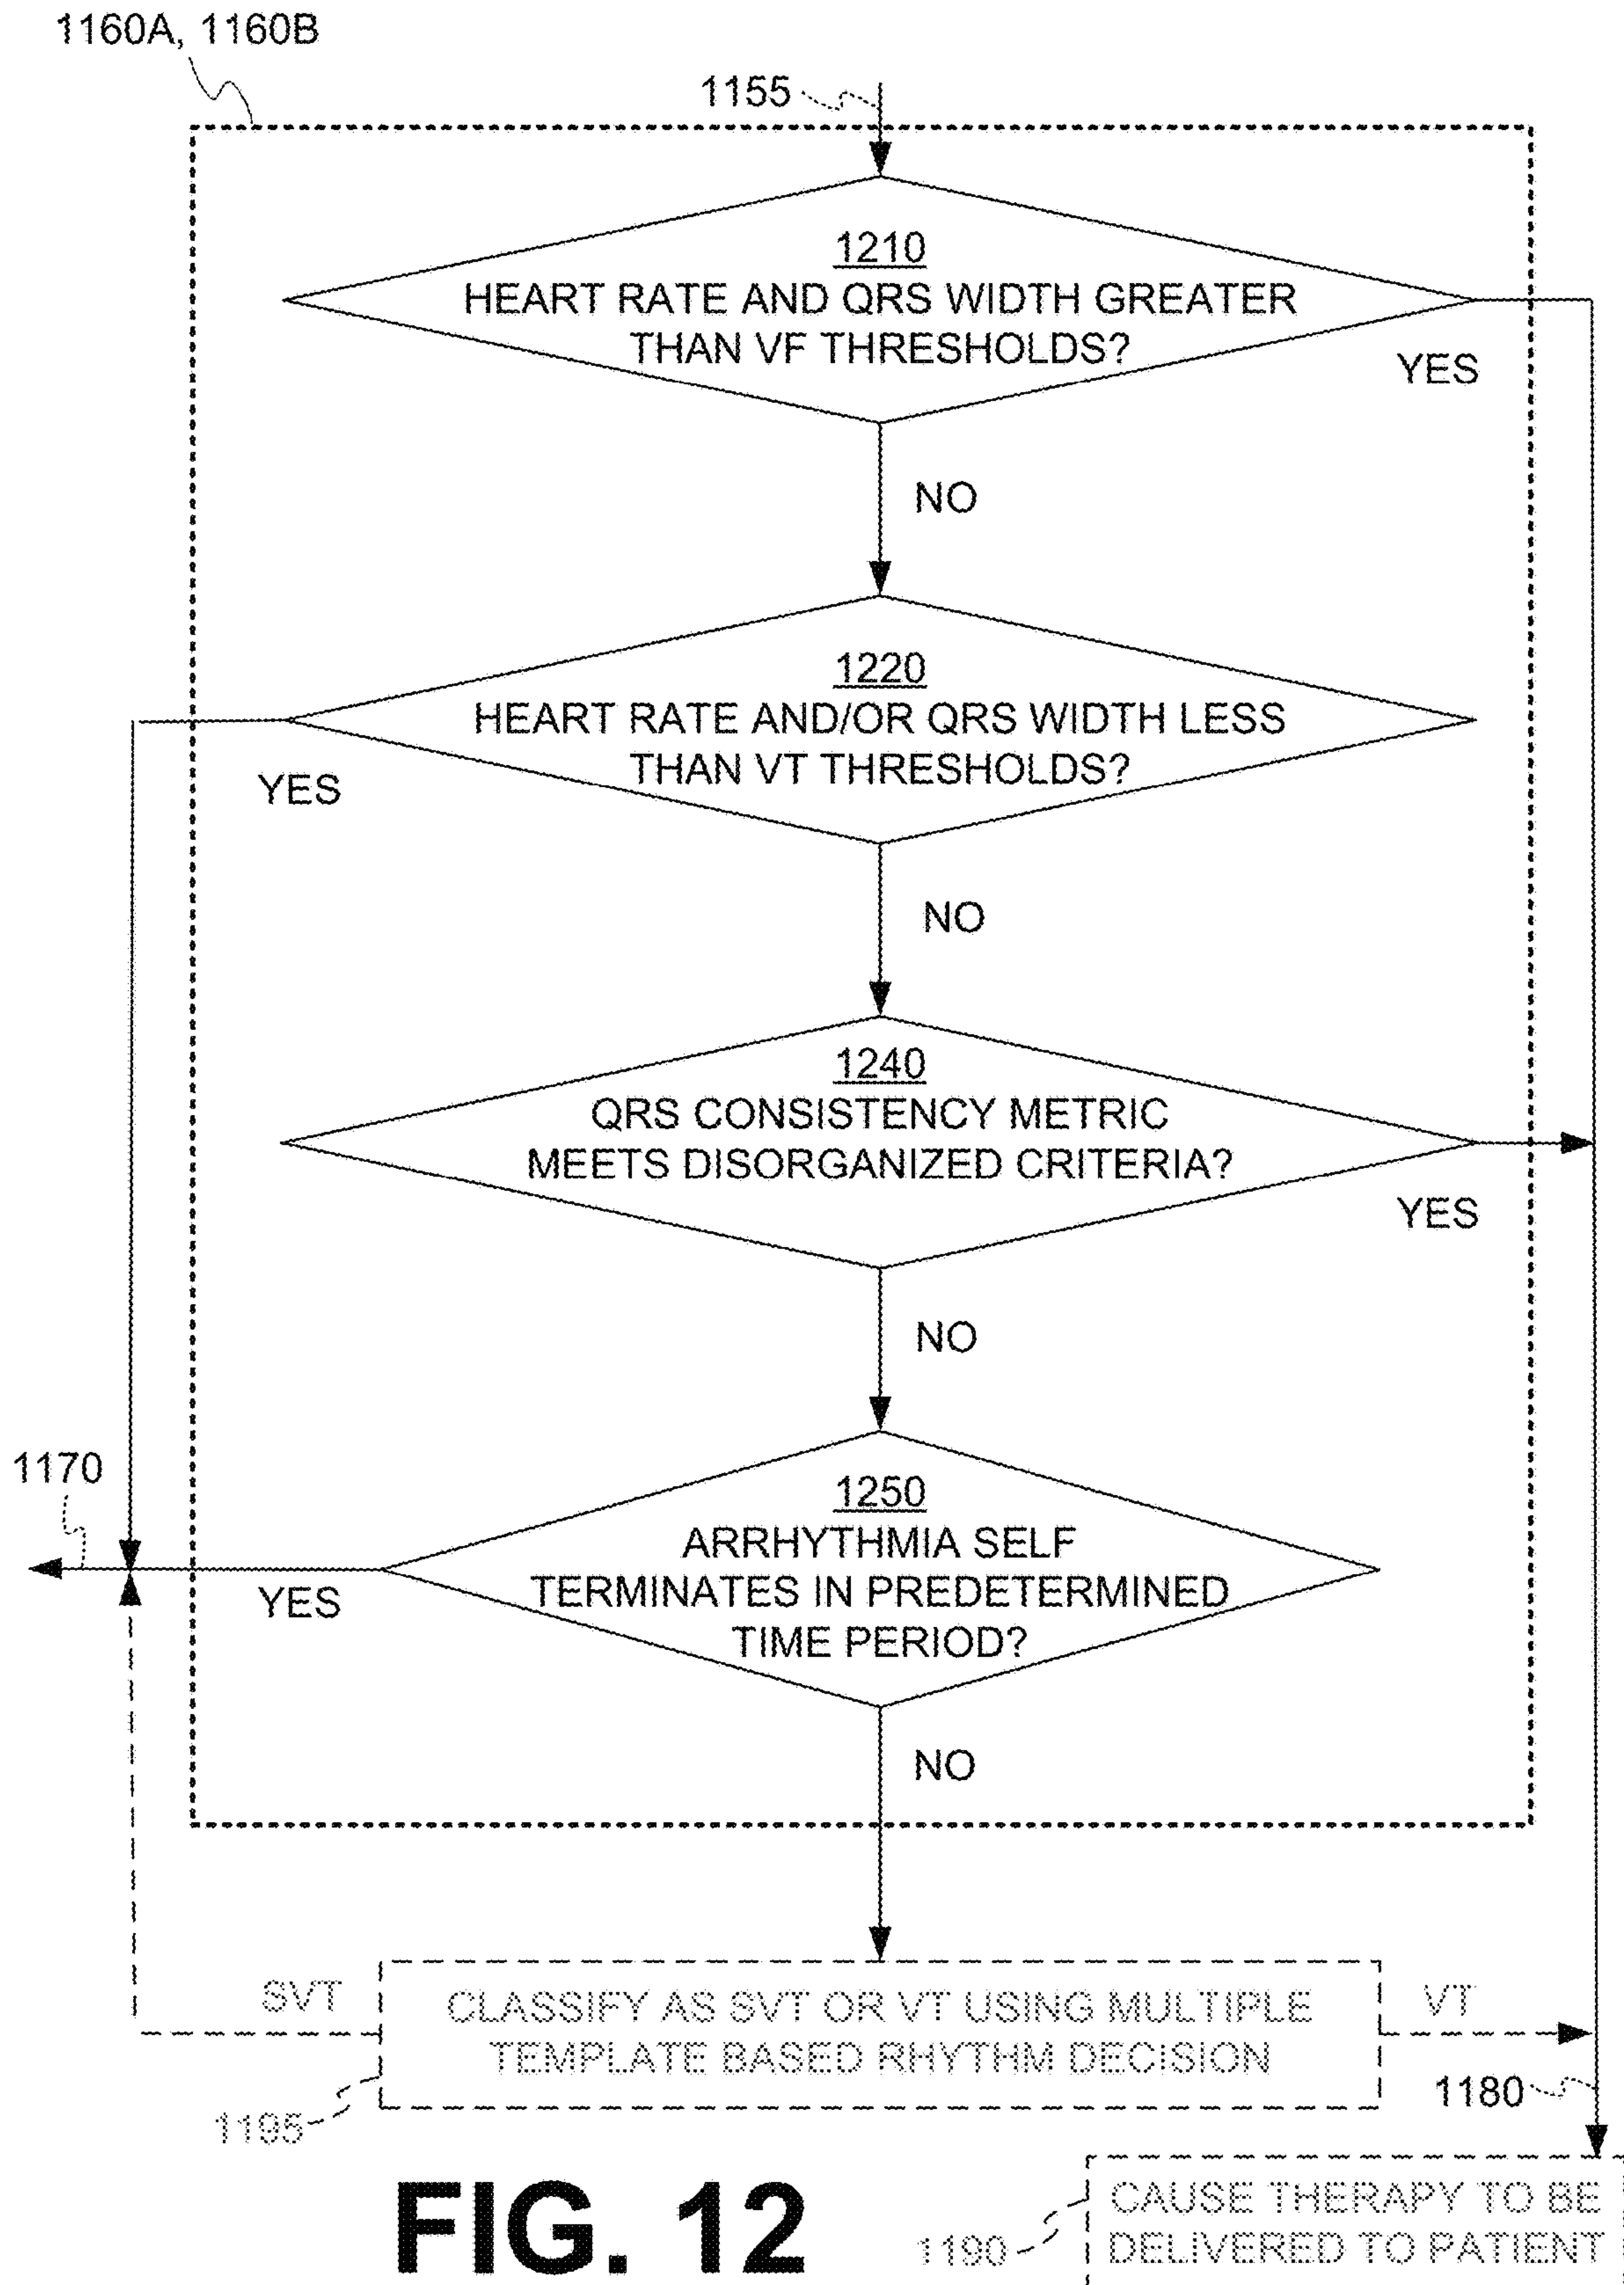 1160A, 1160B
1155
1210
HEART RATE AND QRS WIDTH GREATER
THAN VF THRESHOLDS?
YES
NO
1220
HEART RATE AND/OR QRS WIDTH LESS
THAN VT THRESHOLDS?
YES
NO
1240
QRS CONSISTENCY METRIC
MEETS DISORGANIZED CRITERIA?
YES
NO
1170
1250
ARRHYTHMIA SELF
TERMINATES IN PREDETERMINED
TIME PERIOD?
YES
NO
SVT
CLASSIFY AS SVT OR VT USING MULTIPLE
TEMPLATE BASED RHYTHM DECISION
VT
1195
1180
FIG. 12
1190
CAUSE THERAPY TO BE
DELIVERED TO PATIENT